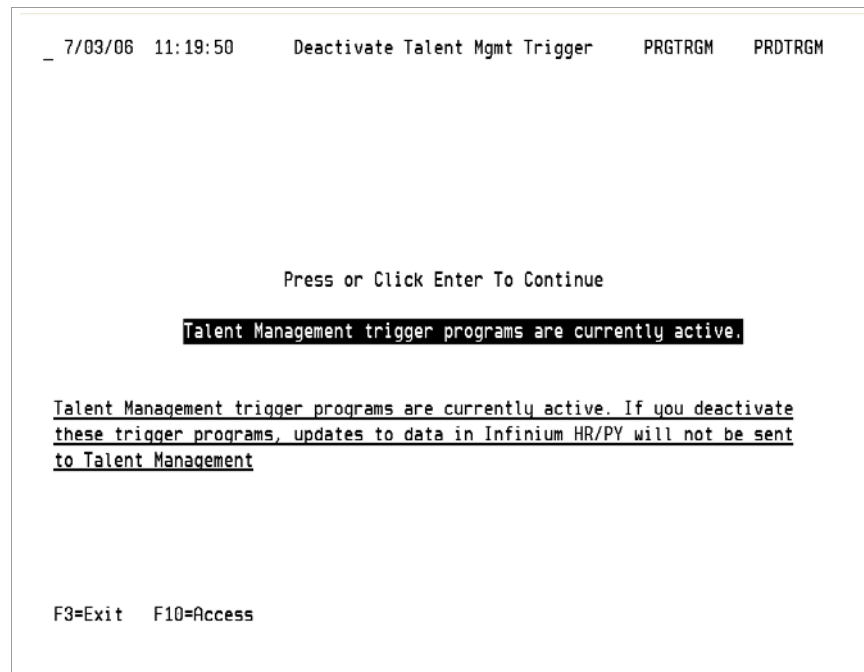 _ 7/03/06 11:19:50 Deactivate Talent Mgmt Trigger PRGTRGM PRDTRGM
Press or Click Enter To Continue
Talent Management trigger programs are currently active.
Talent Management trigger programs are currently active. If you deactivate
these trigger programs, updates to data in Infinium HR/PY will not be sent
to Talent Management
F3=Exit F10=Access